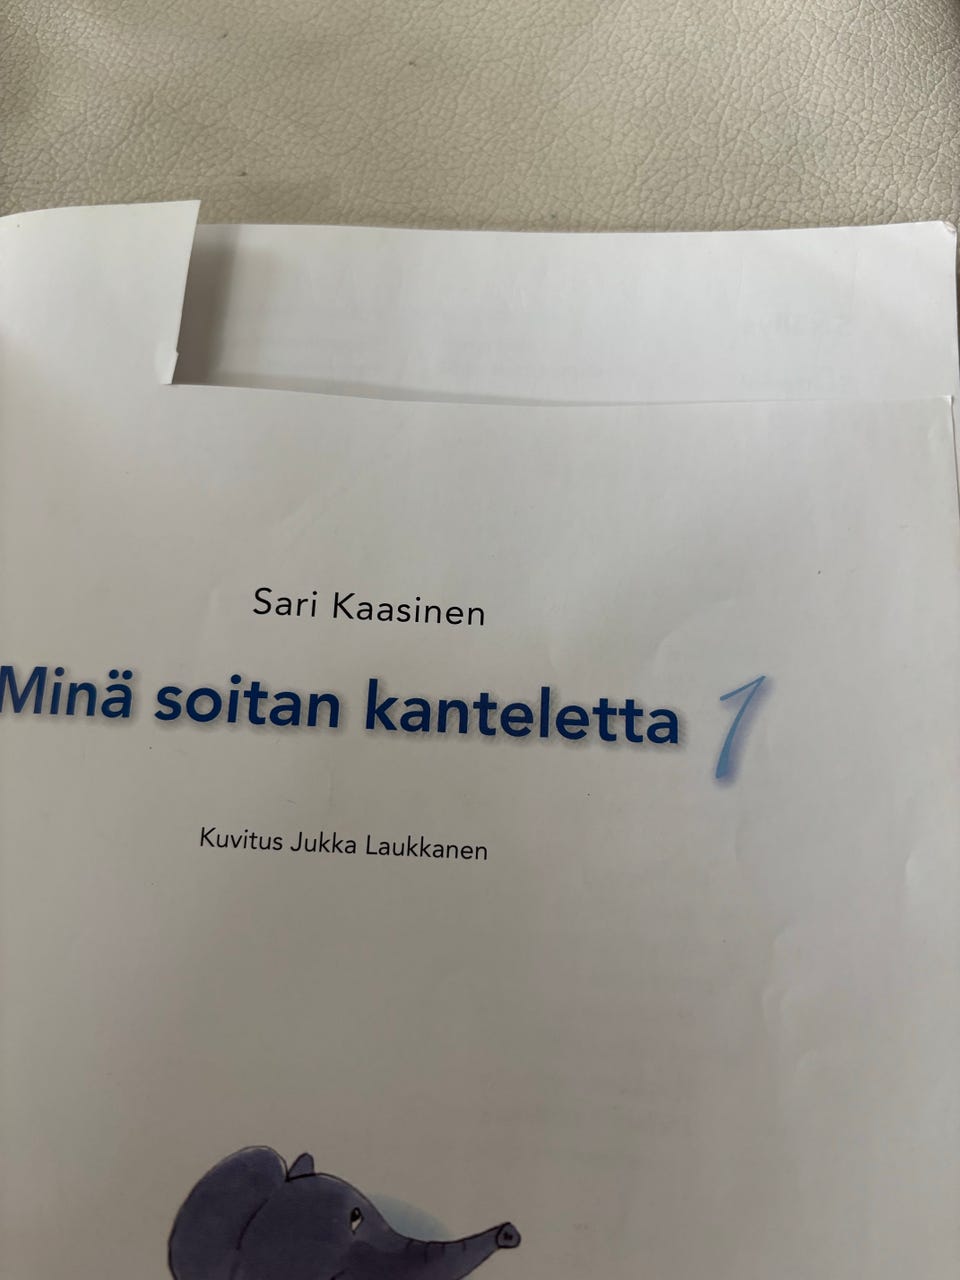 Sari Kaasinen
Minä soitan kanteletta 1
Kuvitus Jukka Laukkanen